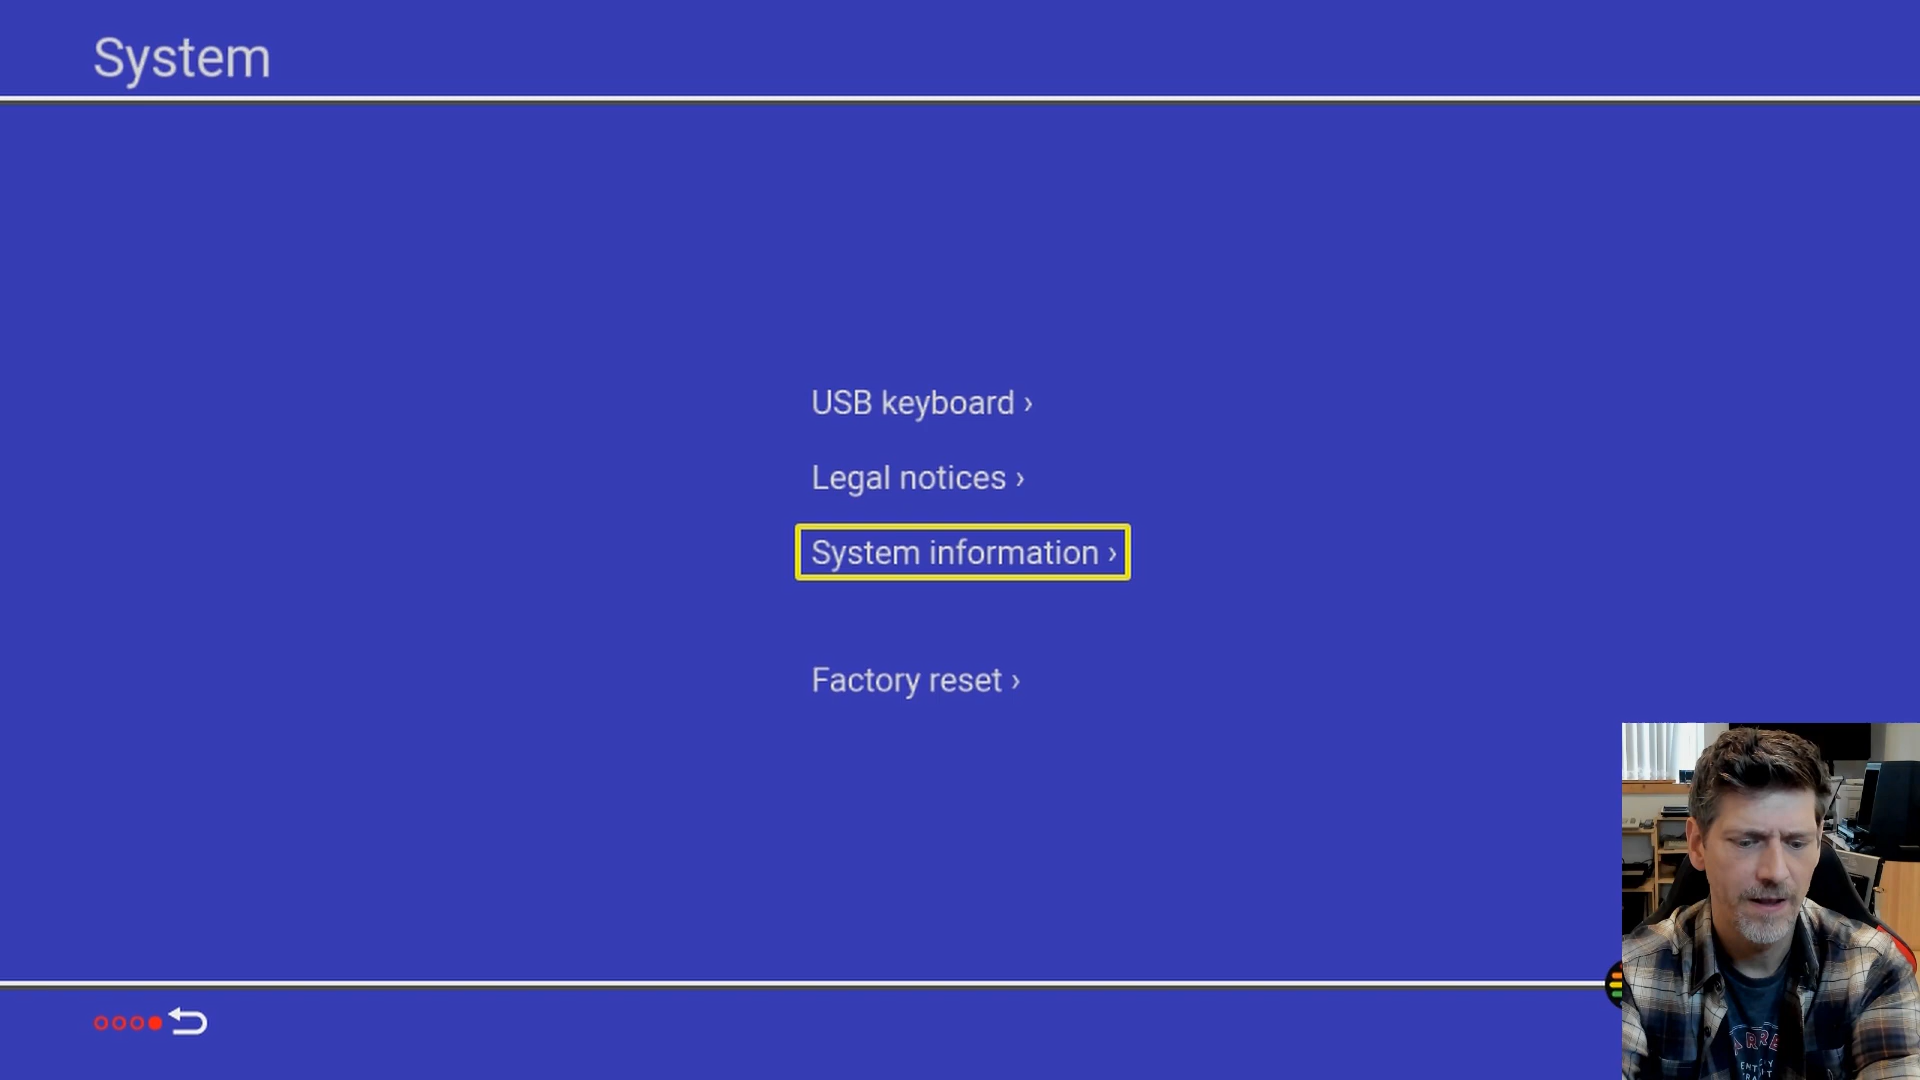 System
USB keyboard ›
Legal notices ›
System information ›
Factory reset ›